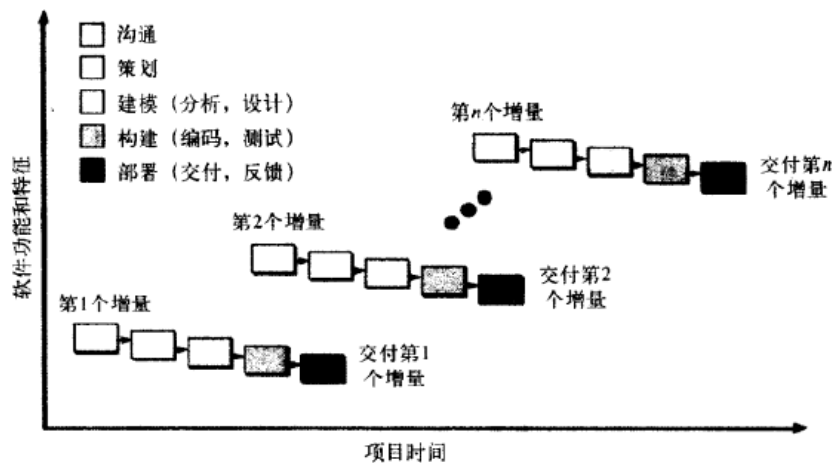 沟通
策划
建模（分析，设计）
构建（编码，测试）
部署（交付，反馈）
软件功能和特征
第n个增量
交付第n
个增量
第2个增量
交付第2
个增量
第1个增量
交付第1
个增量
项目时间